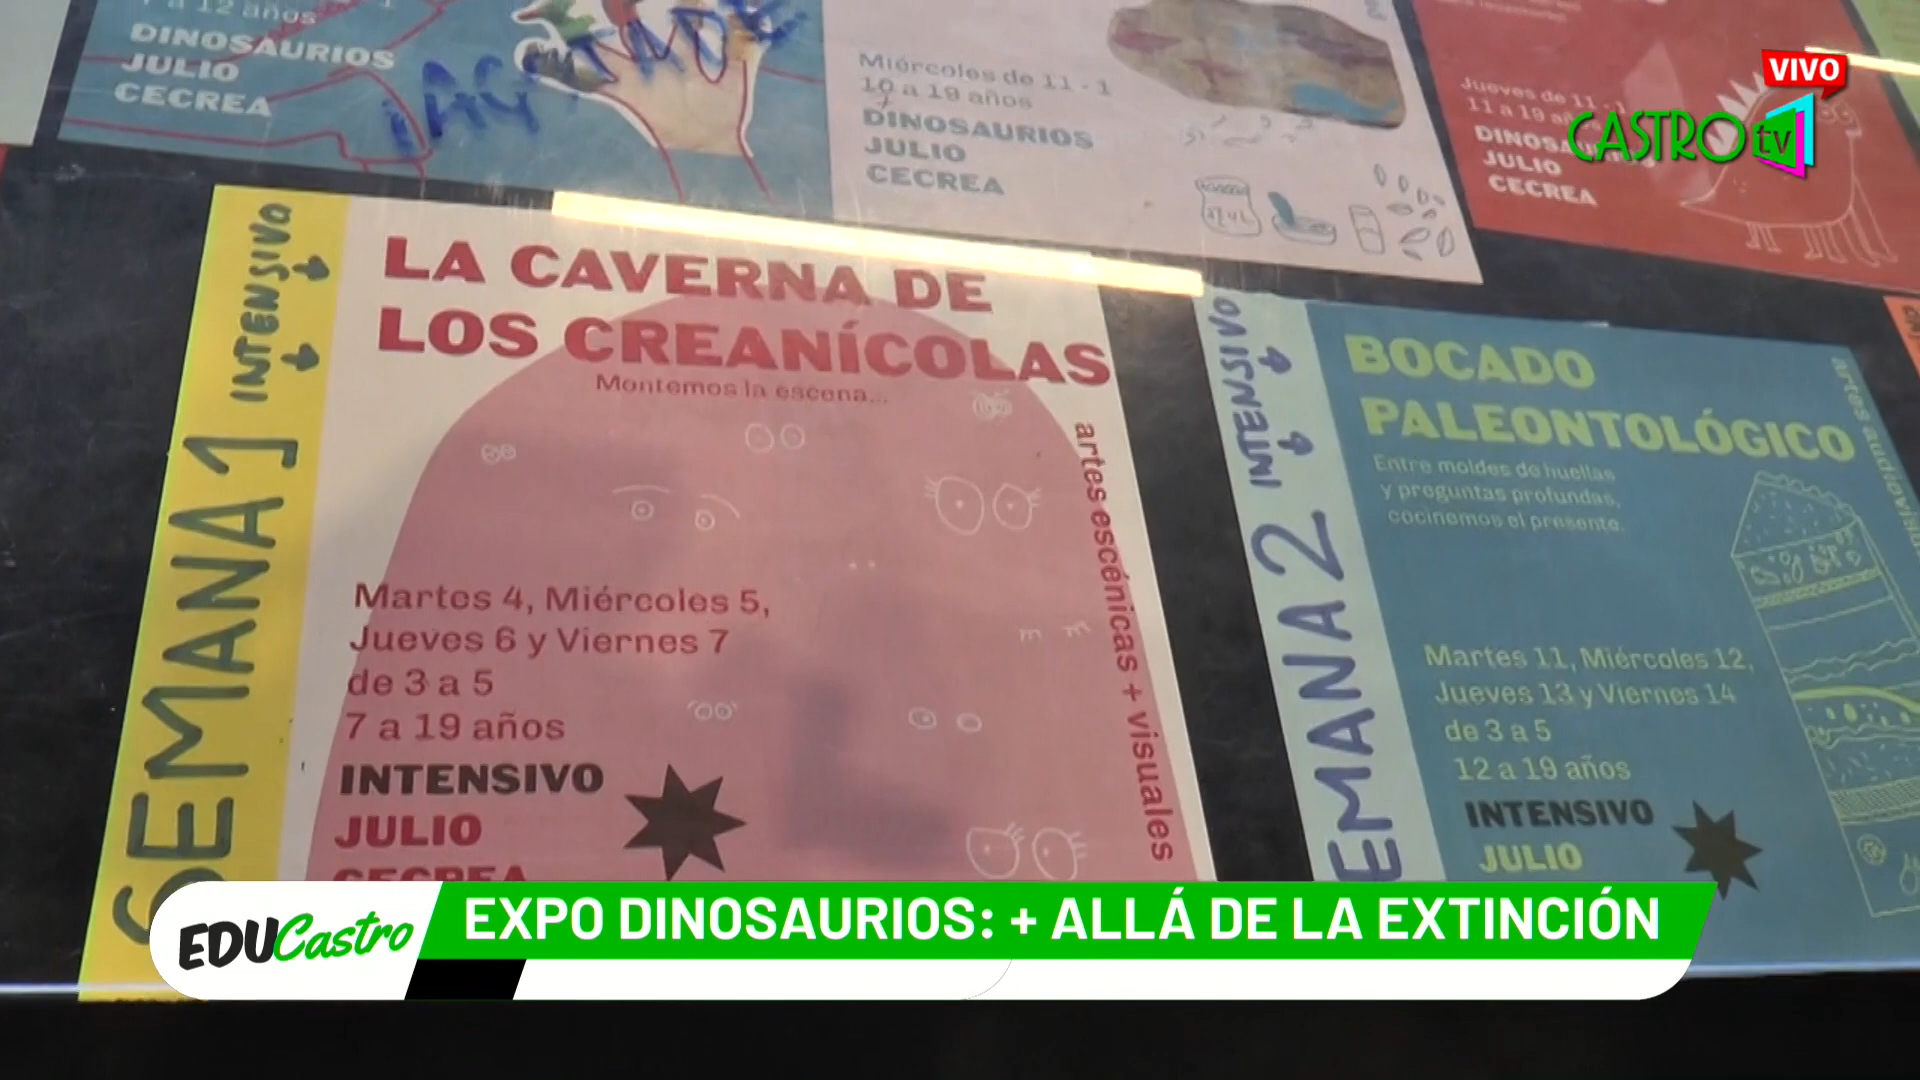 7 a 12 años
DINOSAURIOS
JULIO
CECREA
Miércoles de 11 - 1
a 19 años
DINOSAURIOS
JULIO
CECREA
Jueves de 11 - 1
11 a 19
JULIO
CECREA
VIVO
CASTRO tv
SEMANA 1 INTENSIVO
LA CAVERNA DE
LOS CREANÍCOLAS
Montemos la escena...
artes escénicas + visuales
Martes 4, Miércoles 5,
Jueves 6 y Viernes 7
de 3 a 5
7 a 19 años
INTENSIVO
JULIO
CECREA
EMANA 2 INTENSIVO
BOCADO
PALEONTOLÓGICO
Entre moldes de huellas
y preguntas profundas,
cocinemos el presente.
Martes 11, Miércoles 12,
Jueves 13 y Viernes 14
de 3 a 5
12 a 19 años
INTENSIVO
JULIO
EDUCastro
EXPO DINOSAURIOS: + ALLÁ DE LA EXTINCIÓN